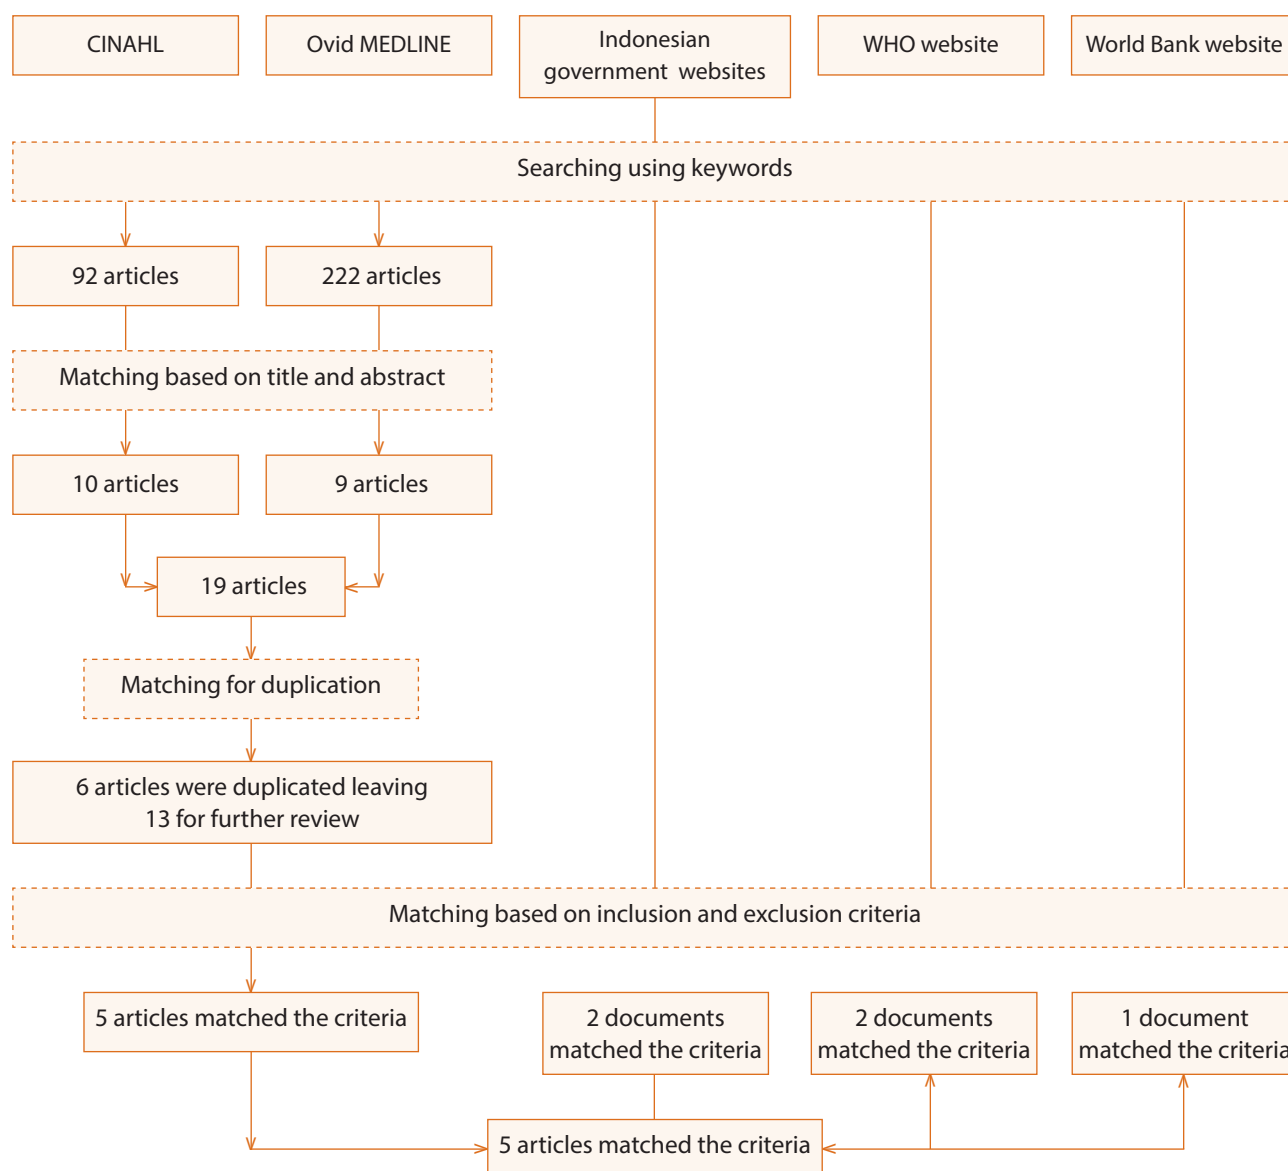 CINAHL
Ovid MEDLINE
Indonesian
government websites
WHO website
World Bank website
Searching using keywords
92 articles
222 articles
Matching based on title and abstract
10 articles
9 articles
19 articles
Matching for duplication
6 articles were duplicated leaving
13 for further review
Matching based on inclusion and exclusion criteria
5 articles matched the criteria
2 documents
matched the criteria
2 documents
matched the criteria
1 document
matched the criteria
5 articles matched the criteria